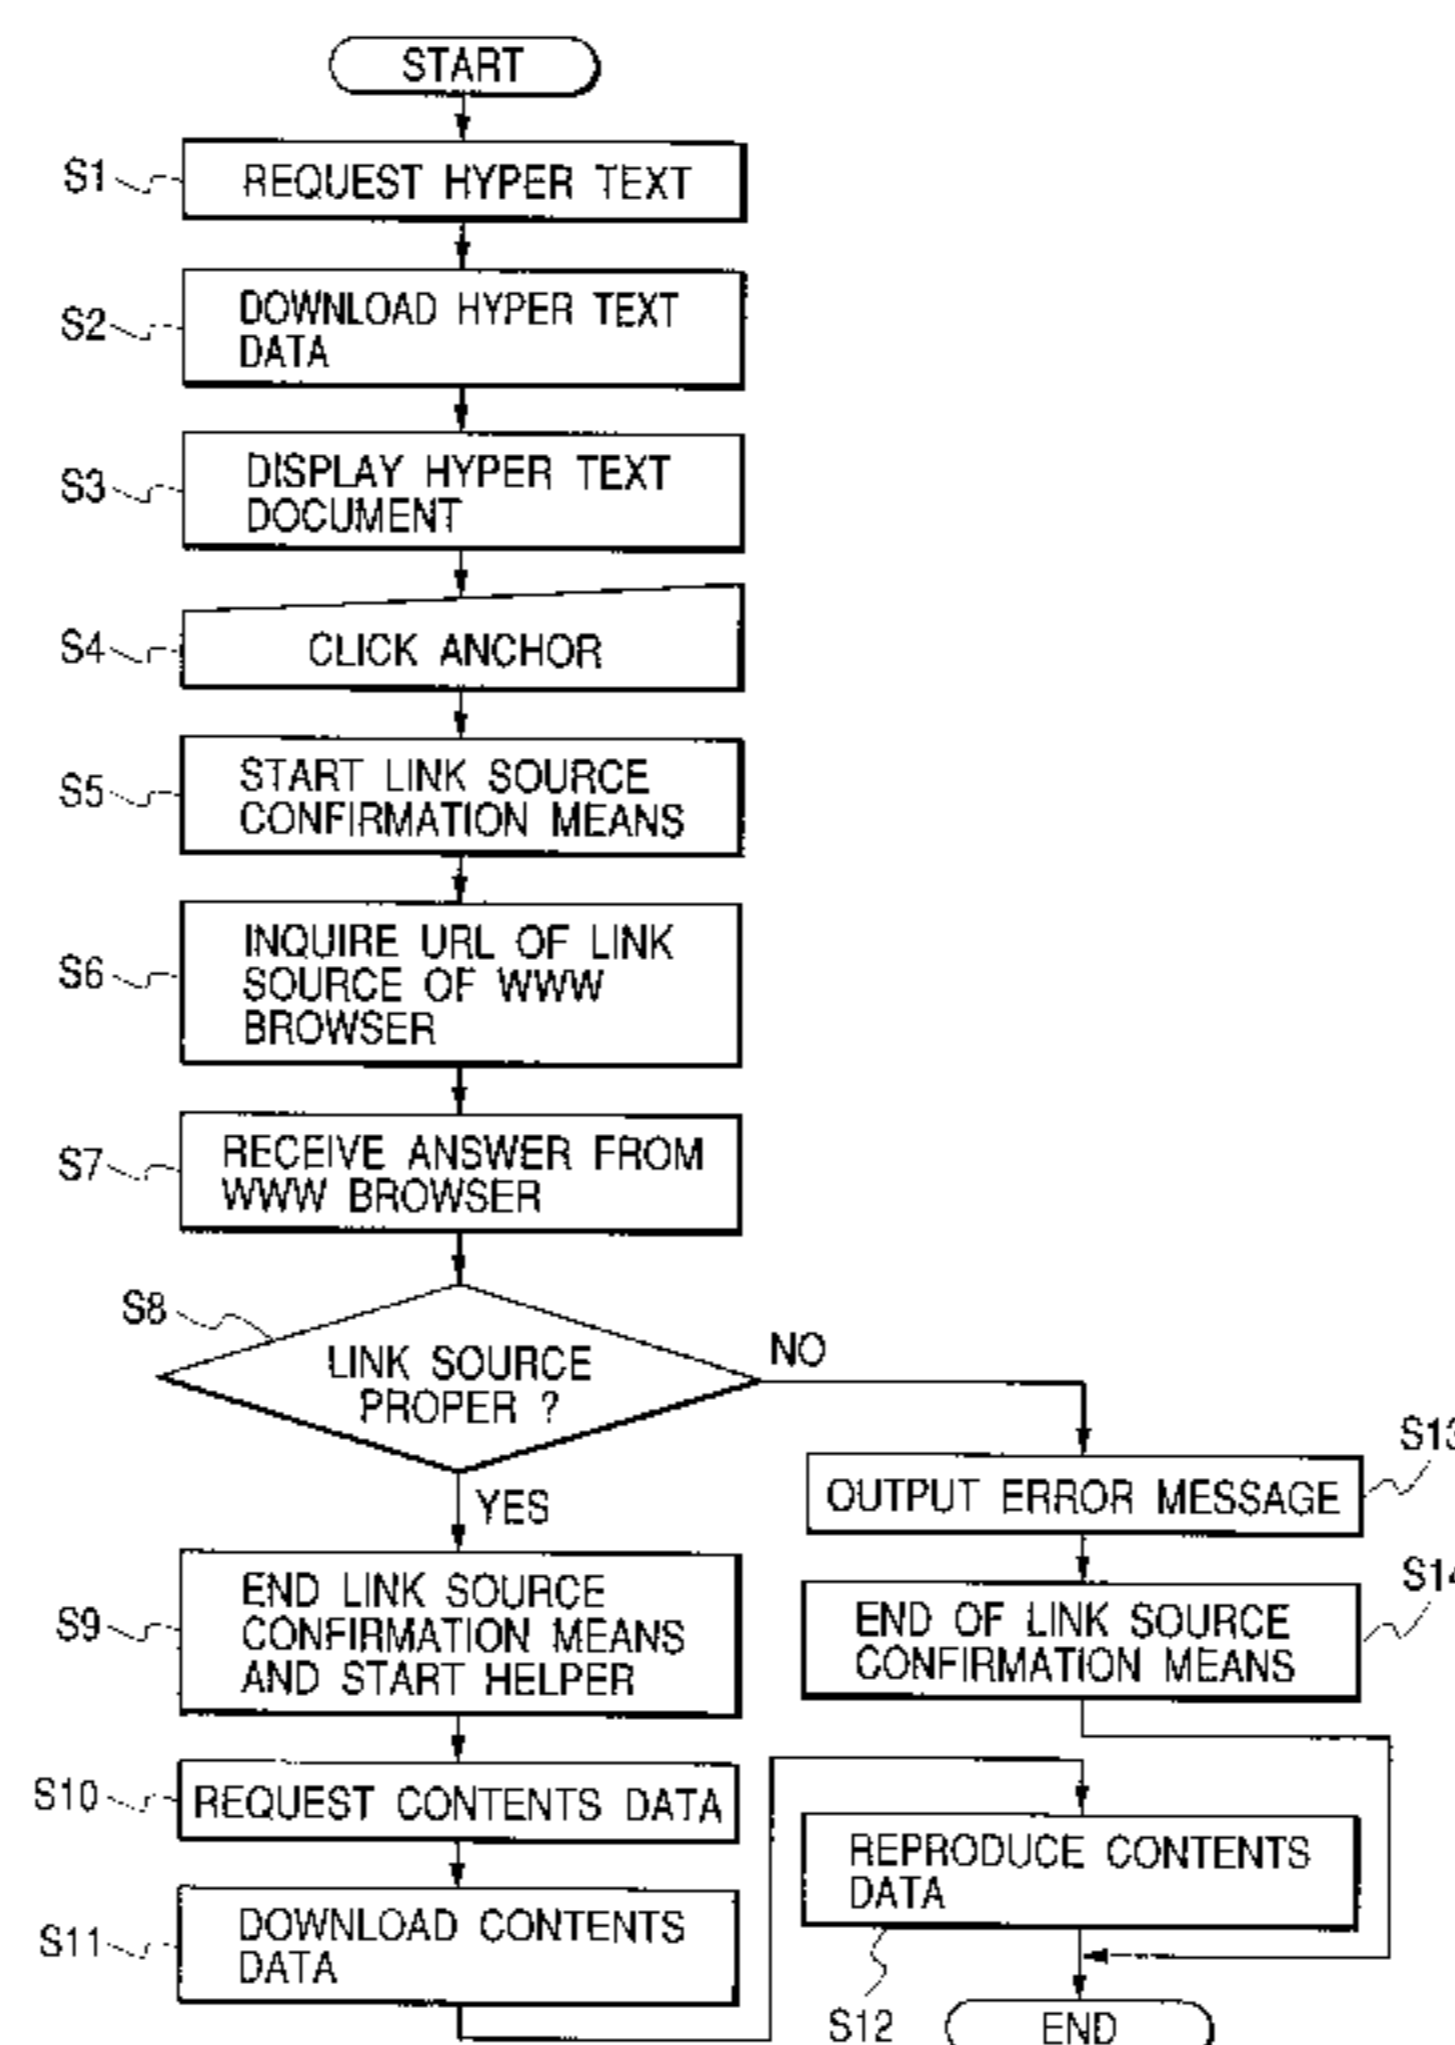 START
S1
REQUEST HYPER TEXT
S2
DOWNLOAD HYPER TEXT
DATA
S3
DISPLAY HYPER TEXT
DOCUMENT
S4
CLICK ANCHOR
S5
START LINK SOURCE
CONFIRMATION MEANS
S6
INQUIRE URL OF LINK
SOURCE OF WWW
BROWSER
S7
RECEIVE ANSWER FROM
WWW BROWSER
S8
LINK SOURCE
PROPER ?
NO
YES
S13
OUTPUT ERROR MESSAGE
S14
END OF LINK SOURCE
CONFIRMATION MEANS
S9
END LINK SOURCE
CONFIRMATION MEANS
AND START HELPER
S10
REQUEST CONTENTS DATA
S11
DOWNLOAD CONTENTS
DATA
REPRODUCE CONTENTS
DATA
S12
END